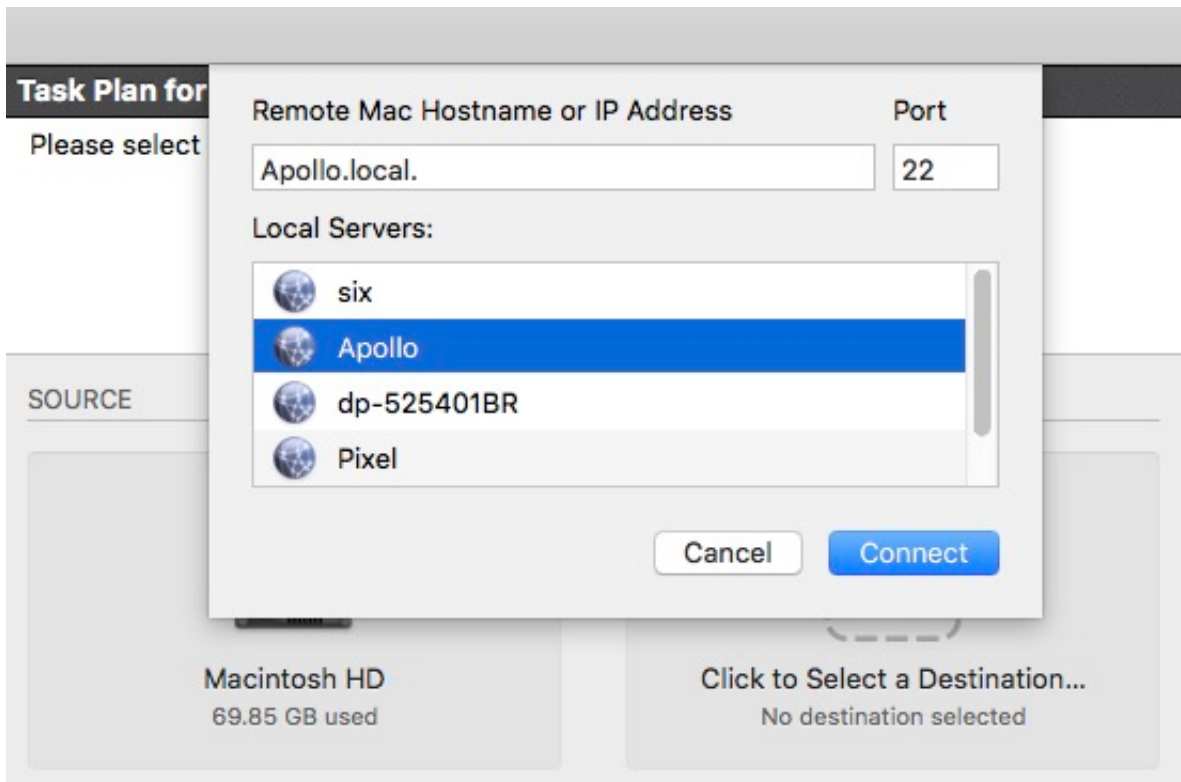 Task Plan for
Please select
Remote Mac Hostname or IP Address Port
Apollo.local. 22
Local Servers:
six
Apollo
dp-525401BR
Pixel
Cancel Connect
SOURCE
Macintosh HD
69.85 GB used
Click to Select a Destination...
No destination selected